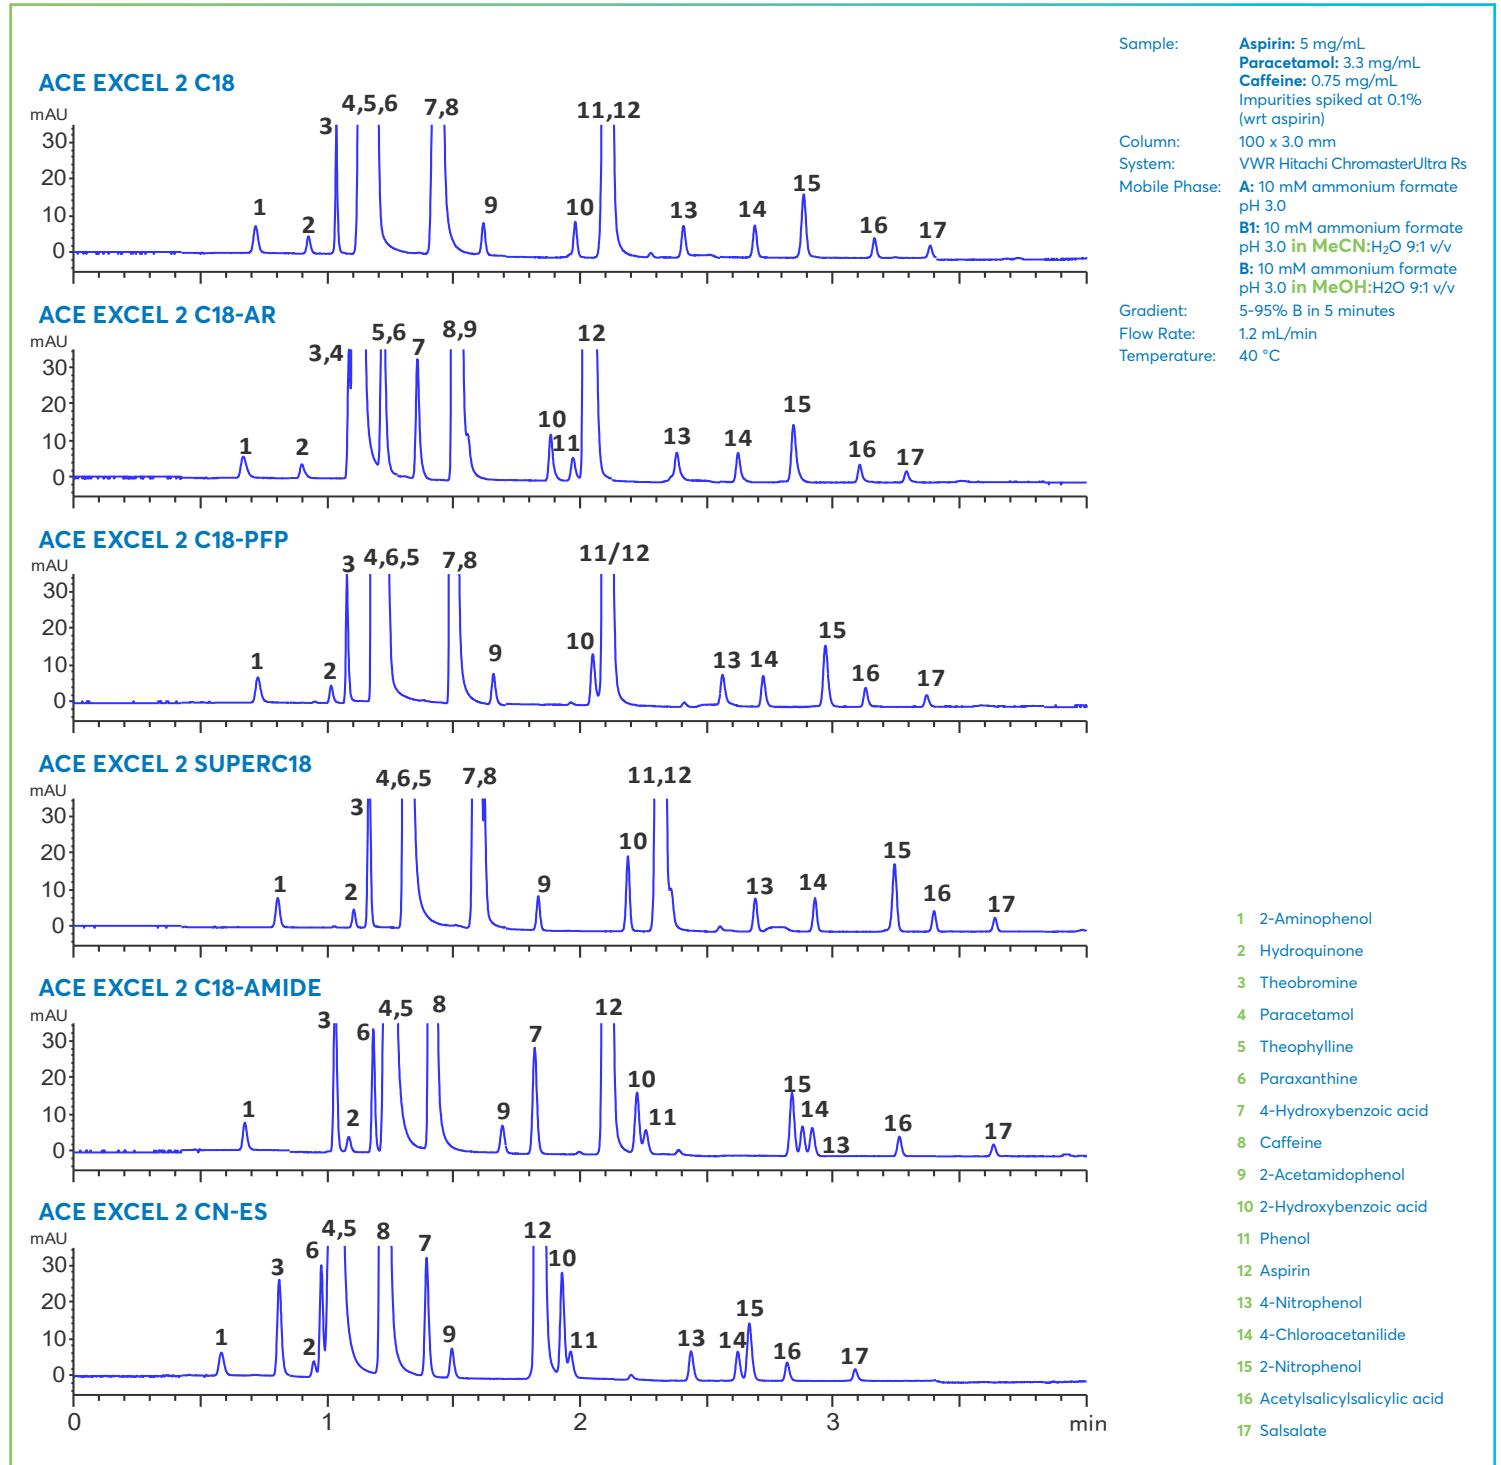 ACE EXCEL 2 C18
mAU
30
20
10
0
1
2
3
4,5,6
7,8
9
10
11,12
13
14
15
16
17
ACE EXCEL 2 C18-AR
mAU
30
20
10
0
1
2
3,4
5,6
7
8,9
10
11
12
13
14
15
16
17
ACE EXCEL 2 C18-PFP
mAU
30
20
10
0
1
2
3
4,6,5
7,8
9
10
11/12
13
14
15
16
17
ACE EXCEL 2 SUPERC18
mAU
30
20
10
0
1
2
3
4,6,5
7,8
9
10
11,12
13
14
15
16
17
ACE EXCEL 2 C18-AMIDE
mAU
30
20
10
0
1
3
2
6
4,5
8
9
7
12
10
11
15
14
13
16
17
ACE EXCEL 2 CN-ES
mAU
30
20
10
0
1
3
2
6
4,5
8
7
9
12
10
11
13
14
15
16
17
0
1
2
3
min
Sample: Aspirin: 5 mg/mL
Paracetamol: 3.3 mg/mL
Caffeine: 0.75 mg/mL
Impurities spiked at 0.1%
(wrt aspirin)
Column: 100 x 3.0 mm
System: VWR Hitachi ChromasterUltra Rs
Mobile Phase: A: 10 mM ammonium formate
pH 3.0
B1: 10 mM ammonium formate
pH 3.0 in MeCN:H₂O 9:1 v/v
B: 10 mM ammonium formate
pH 3.0 in MeOH:H2O 9:1 v/v
Gradient: 5-95% B in 5 minutes
Flow Rate: 1.2 mL/min
Temperature: 40 °C
1 2-Aminophenol
2 Hydroquinone
3 Theobromine
4 Paracetamol
5 Theophylline
6 Paraxanthine
7 4-Hydroxybenzoic acid
8 Caffeine
9 2-Acetamidophenol
10 2-Hydroxybenzoic acid
11 Phenol
12 Aspirin
13 4-Nitrophenol
14 4-Chloroacetanilide
15 2-Nitrophenol
16 Acetylsalicylsalicylic acid
17 Salsalate